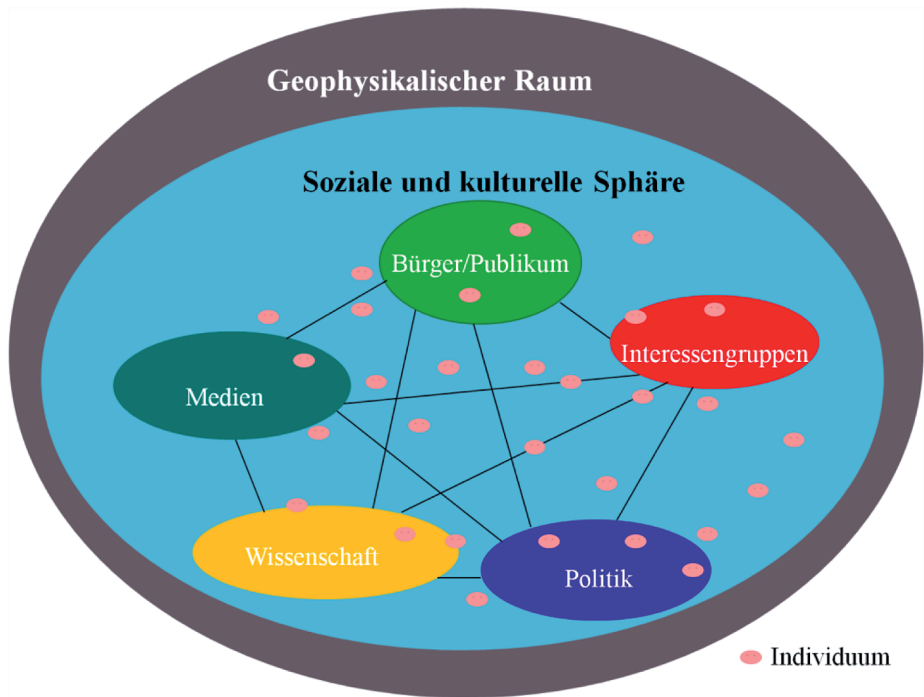 Geophysikalischer Raum
Soziale und kulturelle Sphäre
Bürger/Publikum
Interessengruppen
Medien
Wissenschaft
Politik
Individuum